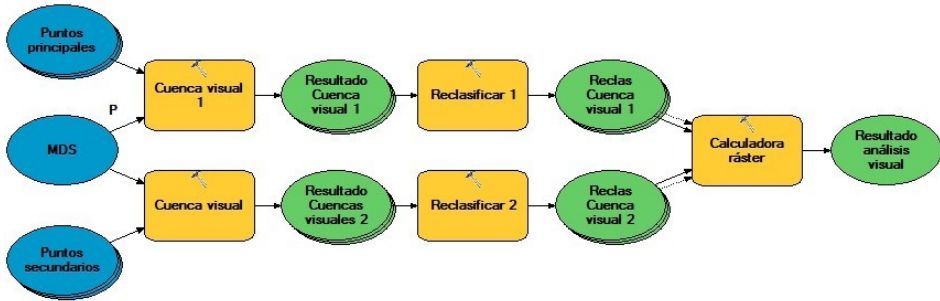 Puntos
principales
P
MDS
Puntos
secundarios
Cuenca visual
1
Resultado
Cuenca
visual 1
Reclasificar 1
Reclas
Cuenca
visual 1
Cuenca visual
Resultado
Cuencas
visuales 2
Reclasificar 2
Reclas
Cuenca
visual 2
Calculadora
ráster
Resultado
análisis
visual